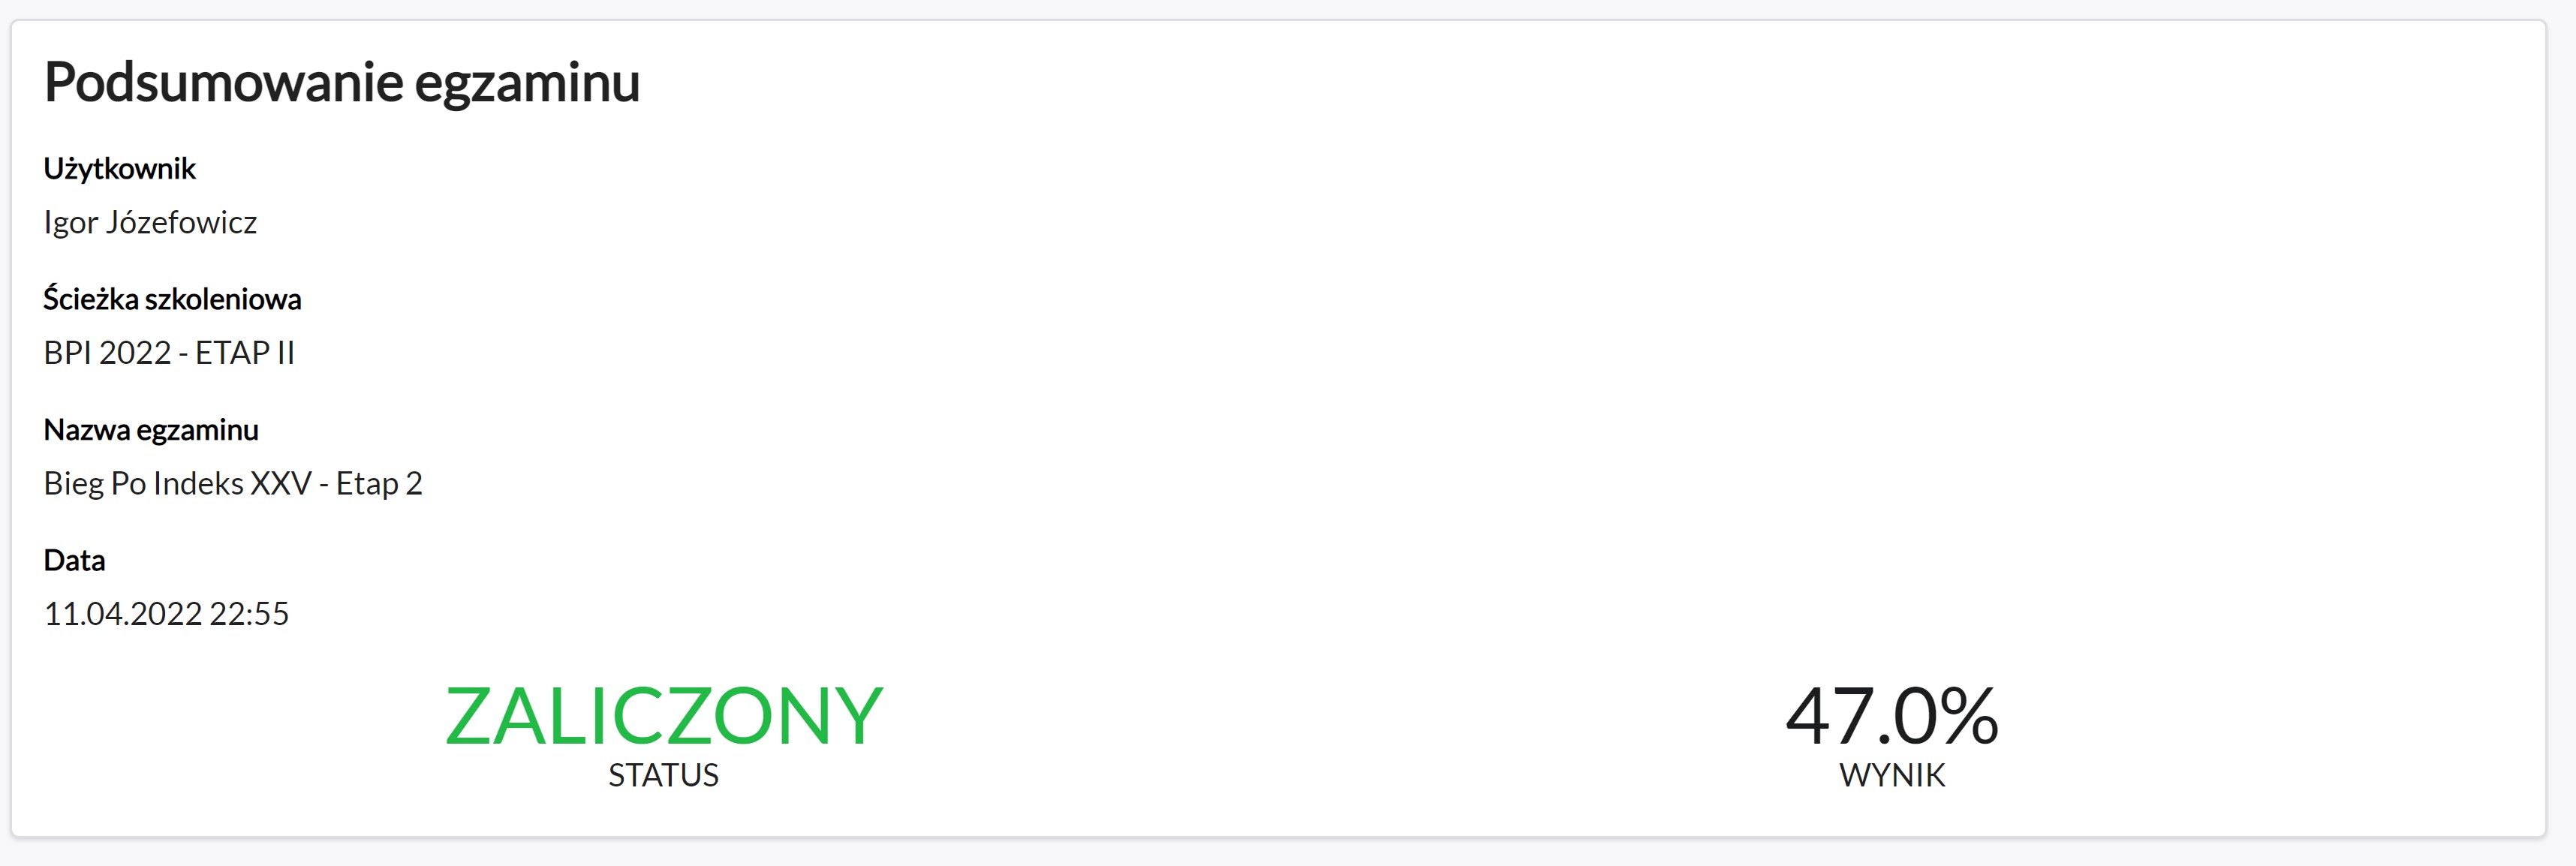 Podsumowanie egzaminu
Użytkownik
Igor Józefowicz
Ścieżka szkoleniowa
BPI 2022 - ETAP II
Nazwa egzaminu
Bieg Po Indeks XXV - Etap 2
Data
11.04.2022 22:55
ZALICZONY
STATUS
47.0%
WYNIK